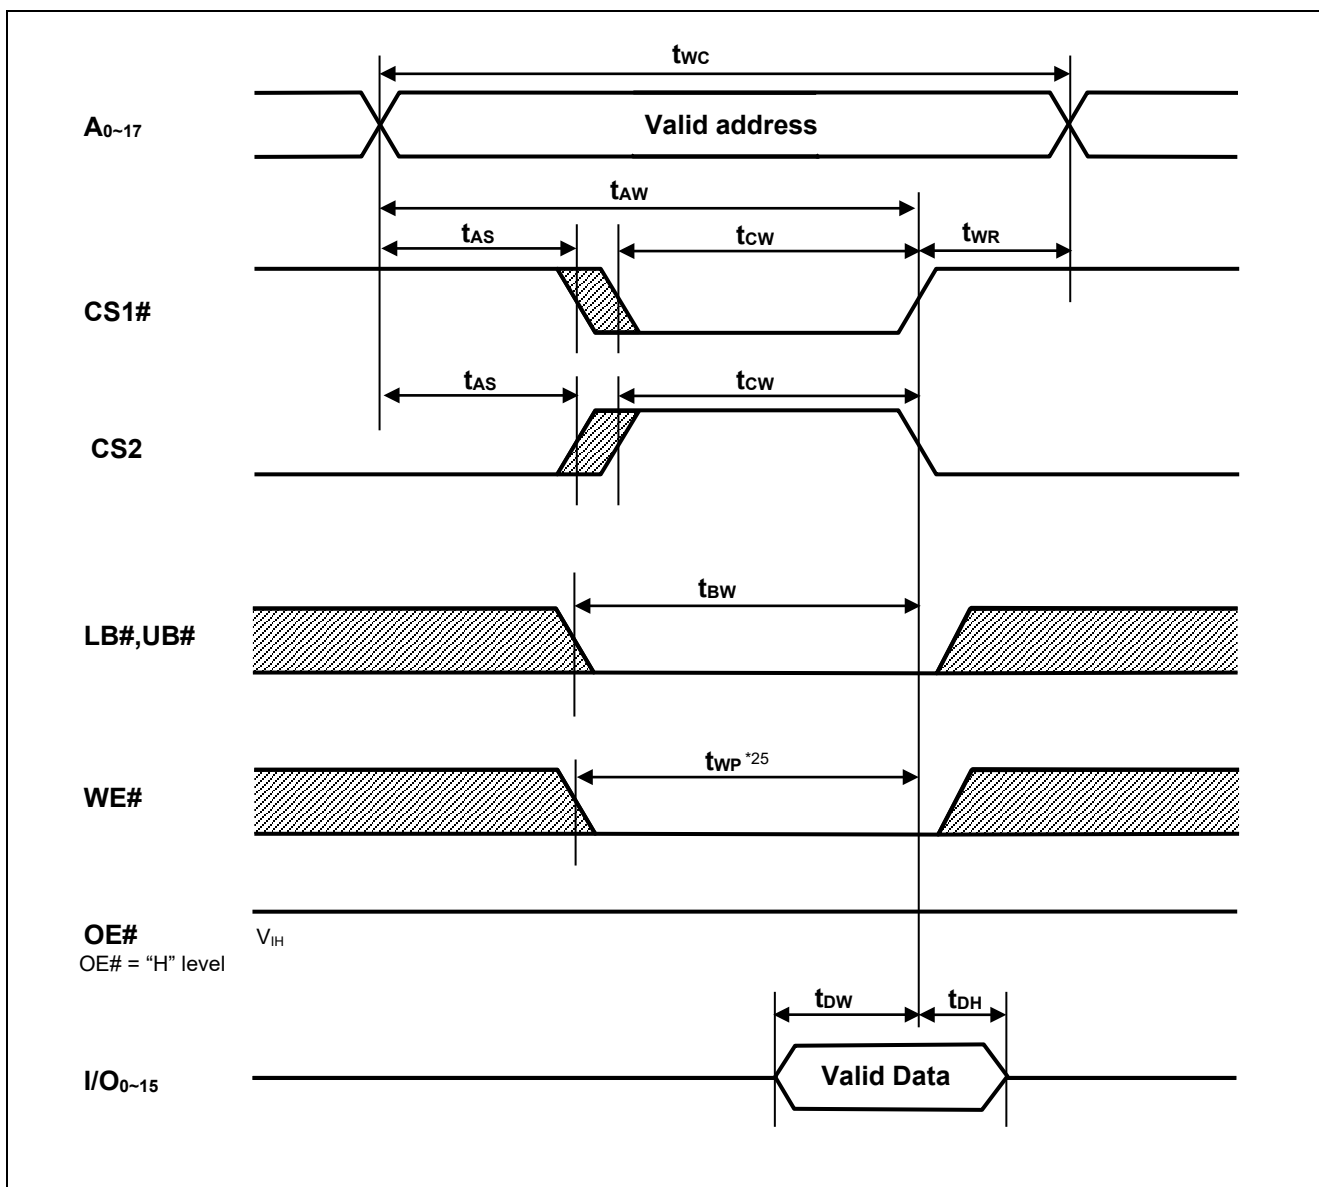 tWC
A0~17
Valid address
tAW
tAS
tCW
tWR
CS1#
tAS
tCW
CS2
tBW
LB#,UB#
tWP *25
WE#
OE#
VIH
OE# = “H” level
tDW
tDH
I/O0~15
Valid Data